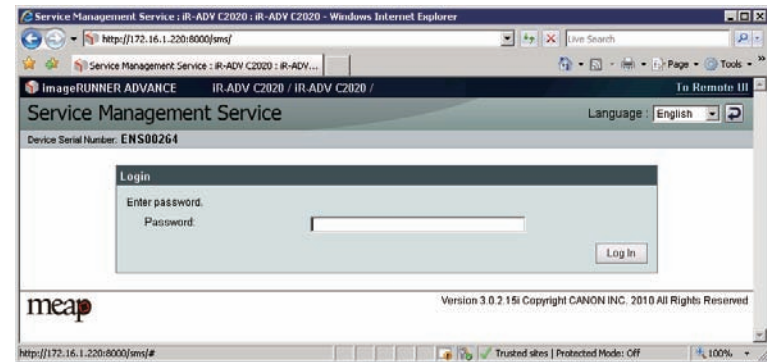 Service Management Service : iR-ADV C2020 : iR-ADV C2020 - Windows Internet Explorer
http://172.16.1.220:8000/sms/
Live Search
Service Management Service : iR-ADV C2020 : iR-ADV...
Page
Tools
»
imageRUNNER ADVANCE iR-ADV C2020 / iR-ADV C2020 /
To Remote UI
Service Management Service
Language : English
Device Serial Number: ENS00264
Login
Enter password.
Password:
Log In
meap
Version 3.0.2.15i Copyright CANON INC. 2010 All Rights Reserved
http://172.16.1.220:8000/sms/#
Trusted sites | Protected Mode: Off
100%